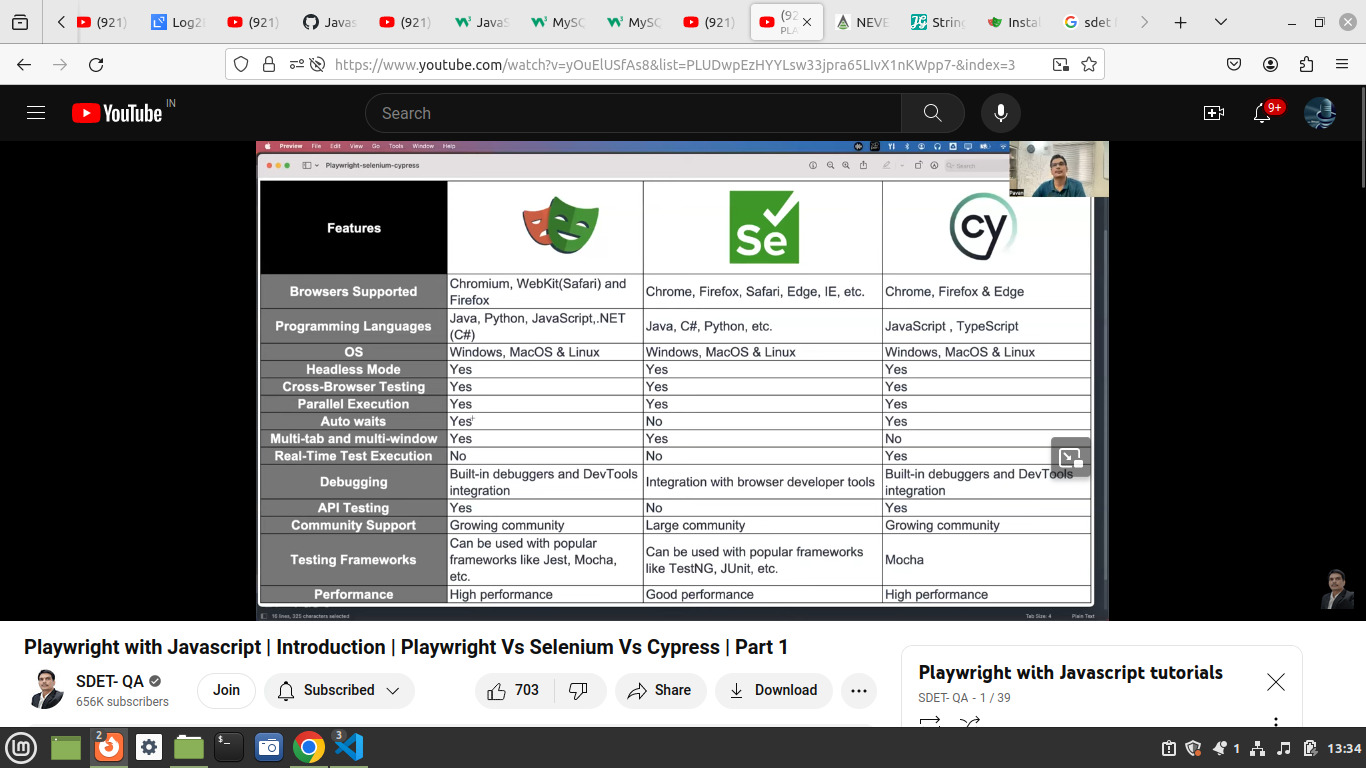 (921)
Log2
(921)
Javas
(921)
JavaS
MySQ
MySQ
(921)
(92
PLA
NEVE
String
Instal
sdet
https://www.youtube.com/watch?v=yOuElUSfAs8&list=PLUDwpEzHYYLsw33jpra65LIvX1nKWpp7-&index=3
YouTube IN
Search
9+
Preview File Edit View Go Tools Window Help
Playwright-selenium-cypress
Search
Pavan
Features
Se
cy
Browsers Supported
Chromium, WebKit(Safari) and
Firefox
Chrome, Firefox, Safari, Edge, IE, etc.
Chrome, Firefox & Edge
Programming Languages
Java, Python, JavaScript,.NET
(C#)
Java, C#, Python, etc.
JavaScript , TypeScript
OS
Windows, MacOS & Linux
Windows, MacOS & Linux
Windows, MacOS & Linux
Headless Mode
Yes
Yes
Yes
Cross-Browser Testing
Yes
Yes
Yes
Parallel Execution
Yes
Yes
Yes
Auto waits
Yes
No
Yes
Multi-tab and multi-window
Yes
Yes
No
Real-Time Test Execution
No
No
Yes
Debugging
Built-in debuggers and DevTools
integration
Integration with browser developer tools
Built-in debuggers and DevTools
integration
API Testing
Yes
No
Yes
Community Support
Growing community
Large community
Growing community
Testing Frameworks
Can be used with popular
frameworks like Jest, Mocha,
etc.
Can be used with popular frameworks
like TestNG, JUnit, etc.
Mocha
Performance
High performance
Good performance
High performance
16 lines, 325 characters selected
Tab Size: 4
Plain Text
Playwright with Javascript | Introduction | Playwright Vs Selenium Vs Cypress | Part 1
SDET- QA
656K subscribers
Join
Subscribed
703
Share
Download
Playwright with Javascript tutorials
SDET- QA - 1 / 39
2
$_
3
1
13:34